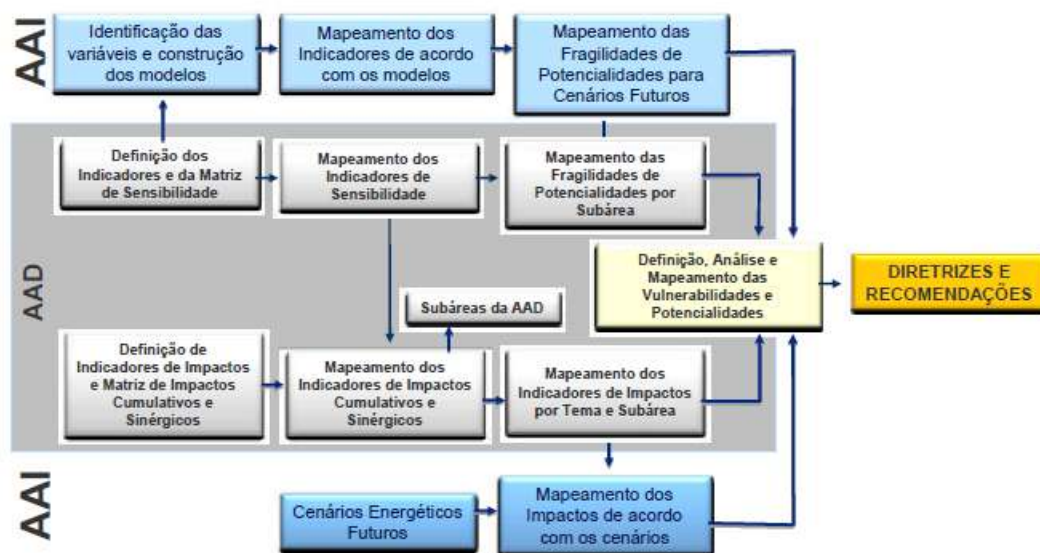 AAI
Identificação das
variáveis e construção
dos modelos
Mapeamento dos
Indicadores de acordo
com os modelos
Mapeamento das
Fragilidades de
Potencialidades para
Cenários Futuros
AAD
Definição dos
Indicadores e da Matriz
de Sensibilidade
Mapeamento dos
Indicadores de
Sensibilidade
Mapeamento das
Fragilidades de
Potencialidades por
Subárea
Definição, Análise e
Mapeamento das
Vulnerabilidades e
Potencialidades
DIRETRIZES E
RECOMENDAÇÕES
Subáreas da AAD
Definição de
Indicadores de Impactos
e Matriz de Impactos
Cumulativos e
Sinérgicos
Mapeamento dos
Indicadores de Impactos
Cumulativos e
Sinérgicos
Mapeamento dos
Indicadores de Impactos
por Tema e Subárea
AAI
Cenários Energéticos
Futuros
Mapeamento dos
Impactos de acordo
com os cenários